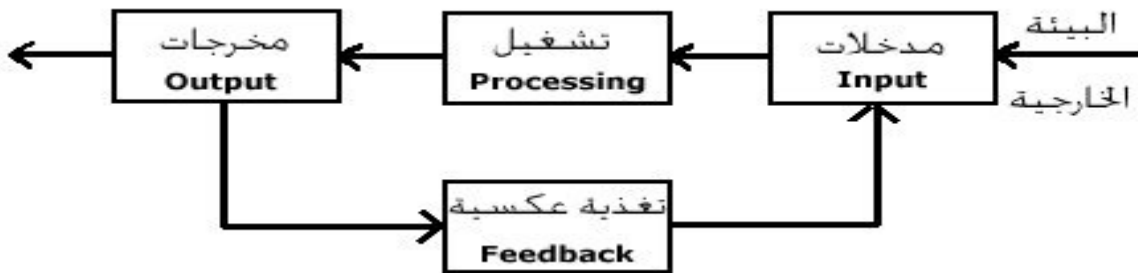 البيئة
الخارجية
مدخلات
Input
تشغيل
Processing
مخرجات
Output
تغذية عكسية
Feedback